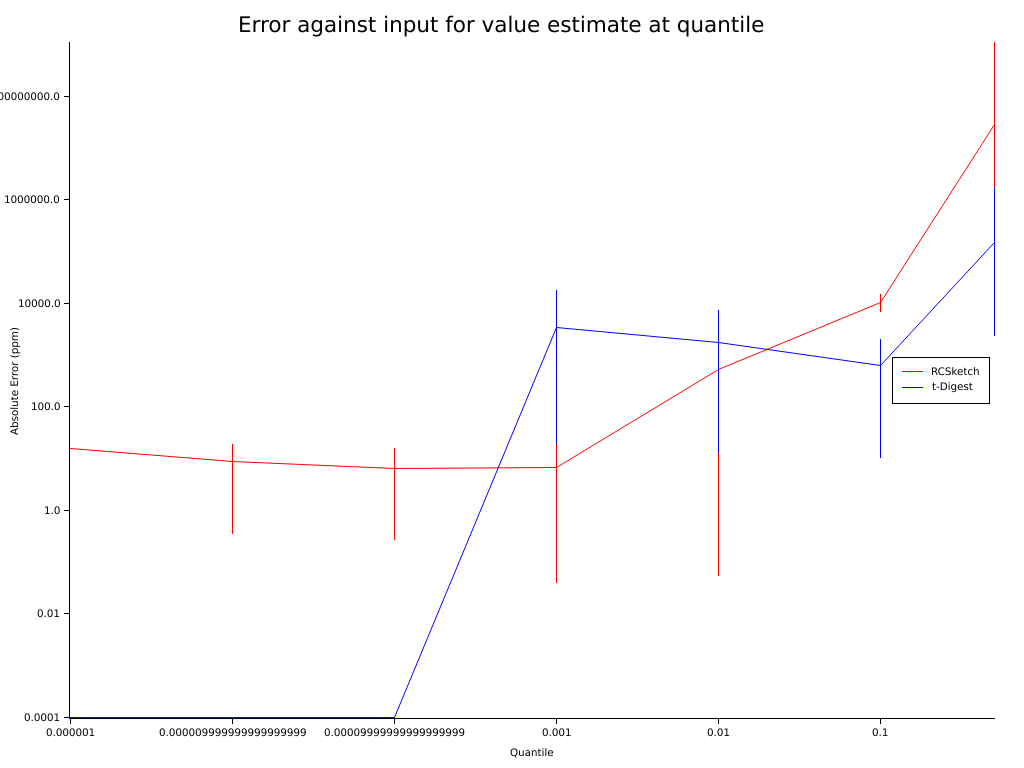 Error against input for value estimate at quantile
00000000.0
1000000.0
10000.0
Absolute Error (ppm)
RCSketch
100.0
t-Digest
1.0
0.01
0.0001
0.000001 0.000009999999999999999 0.00009999999999999999 0.001 0.01 0.1
Quantile